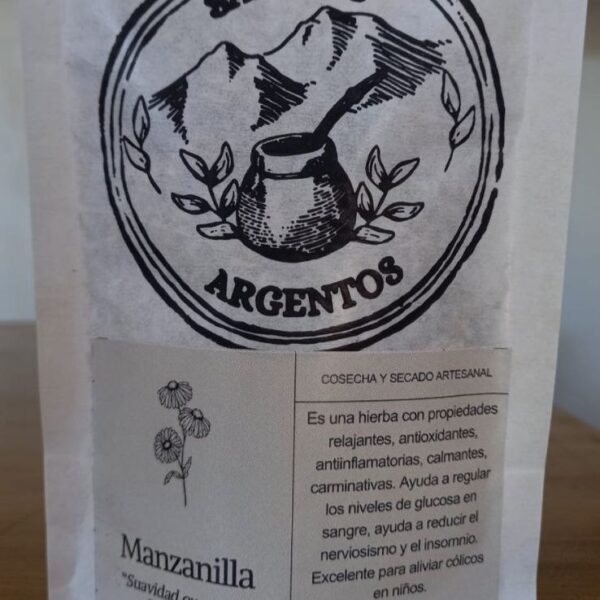 ARGENTOS
COSECHA Y SECADO ARTESANAL
Es una hierba con propiedades
relajantes, antioxidantes,
antiinflamatorias, calmantes,
carminativas. Ayuda a regular
los niveles de glucosa en
sangre, ayuda a reducir el
nerviosismo y el insomnio.
Excelente para aliviar cólicos
en niños.
Manzanilla
"Suavidad